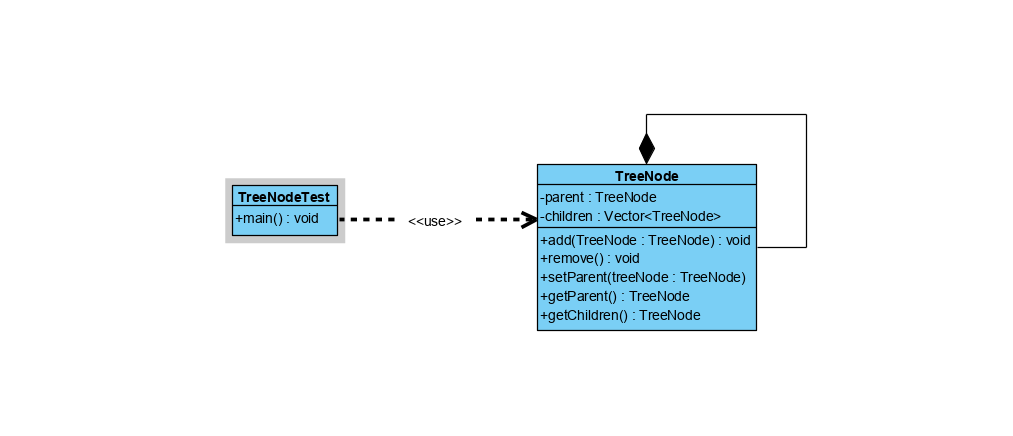 TreeNodeTest
+main() : void
<<use>>
TreeNode
-parent : TreeNode
-children : Vector<TreeNode>
+add(TreeNode : TreeNode) : void
+remove() : void
+setParent(treeNode : TreeNode)
+getParent() : TreeNode
+getChildren() : TreeNode